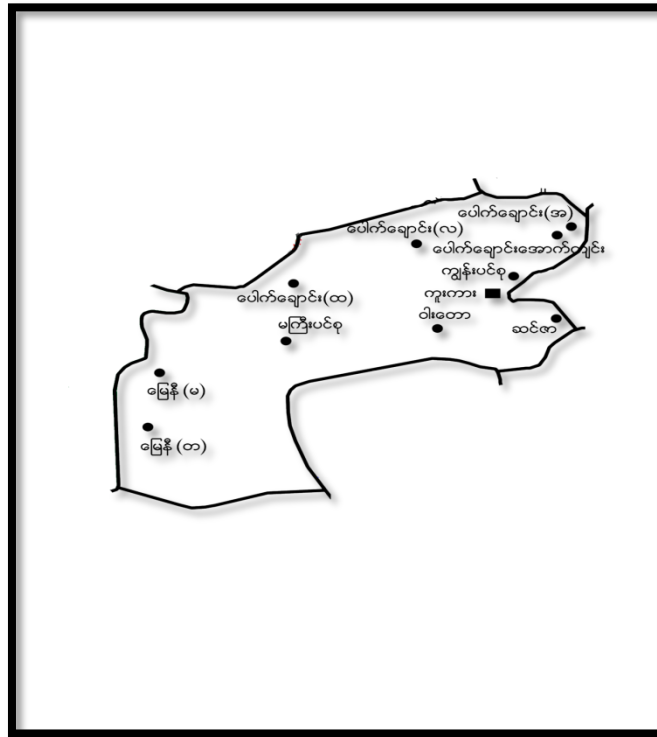 ပေါက်ချောင်း(အ)
ပေါက်ချောင်း(လ)
ပေါက်ချောင်းအောက်ကျင်း
ကျွန်းပင်စု
ကူးကား
ပေါက်ချောင်း(ထ)
ဝါးတော
မကြီးပင်စု
ဆင်ဇာ
မြေနီ(မ)
မြေနီ(တ)